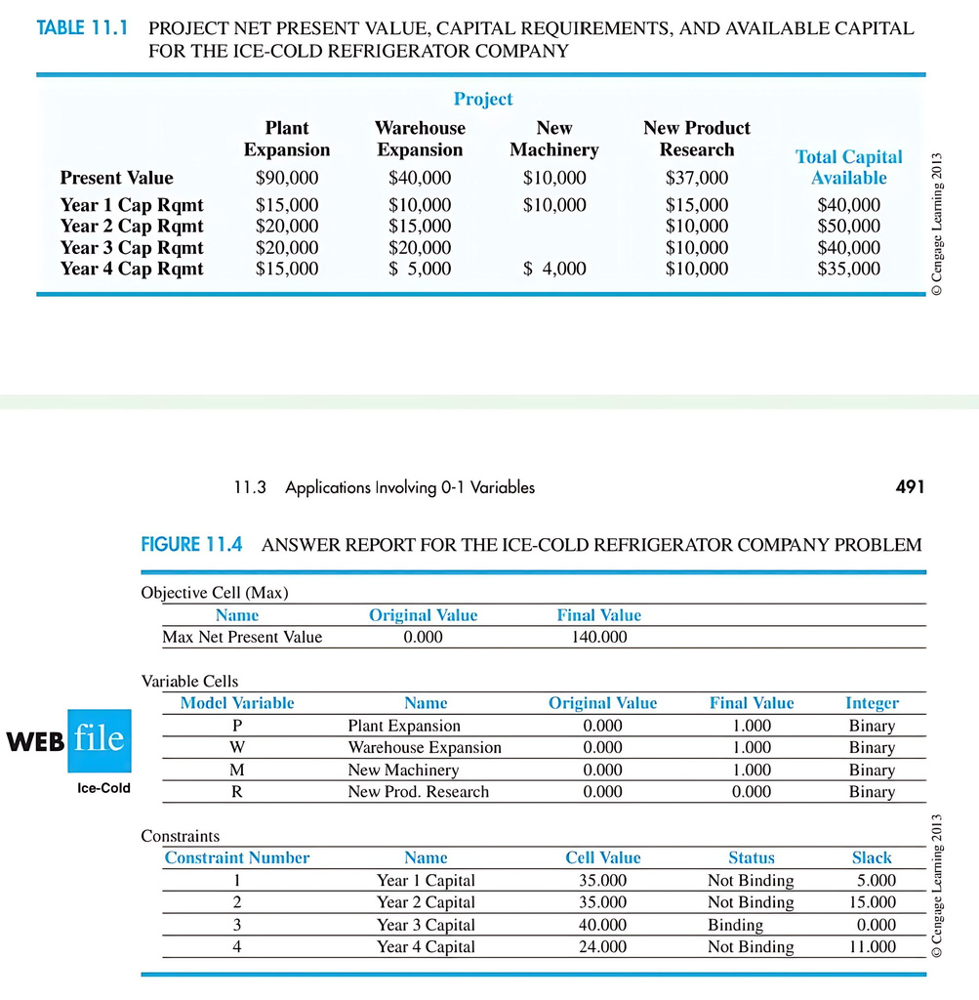 TABLE 11.1 PROJECT NET PRESENT VALUE, CAPITAL REQUIREMENTS, AND AVAILABLE CAPITAL
FOR THE ICE-COLD REFRIGERATOR COMPANY
Project
Plant Expansion Warehouse Expansion New Machinery New Product Research Total Capital Available
Present Value $90,000 $40,000 $10,000 $37,000
Year 1 Cap Rqmt $15,000 $10,000 $10,000 $15,000 $40,000
Year 2 Cap Rqmt $20,000 $15,000 $10,000 $50,000
Year 3 Cap Rqmt $20,000 $20,000 $10,000 $40,000
Year 4 Cap Rqmt $15,000 $ 5,000 $ 4,000 $10,000 $35,000
© Cengage Learning 2013
11.3 Applications Involving 0-1 Variables 491
FIGURE 11.4 ANSWER REPORT FOR THE ICE-COLD REFRIGERATOR COMPANY PROBLEM
Objective Cell (Max)
Name Original Value Final Value
Max Net Present Value 0.000 140.000
Variable Cells
Model Variable Name Original Value Final Value Integer
P Plant Expansion 0.000 1.000 Binary
W Warehouse Expansion 0.000 1.000 Binary
M New Machinery 0.000 1.000 Binary
R New Prod. Research 0.000 0.000 Binary
WEB file
Ice-Cold
Constraints
Constraint Number Name Cell Value Status Slack
1 Year 1 Capital 35.000 Not Binding 5.000
2 Year 2 Capital 35.000 Not Binding 15.000
3 Year 3 Capital 40.000 Binding 0.000
4 Year 4 Capital 24.000 Not Binding 11.000
© Cengage Learning 2013